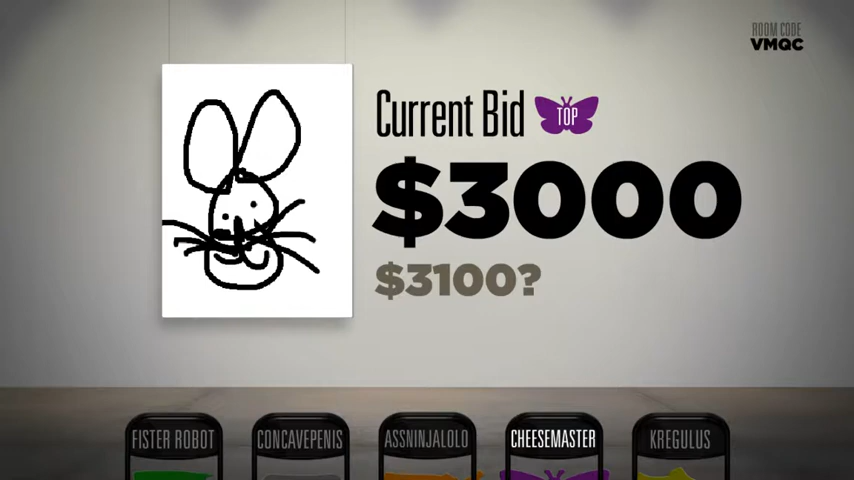 ROOM CODE
VMQC
Current Bid TOP
$3000
$3100?
FISTER ROBOT CONCAVEPENIS ASSNINJALOLO CHEESEMASTER KREGULUS